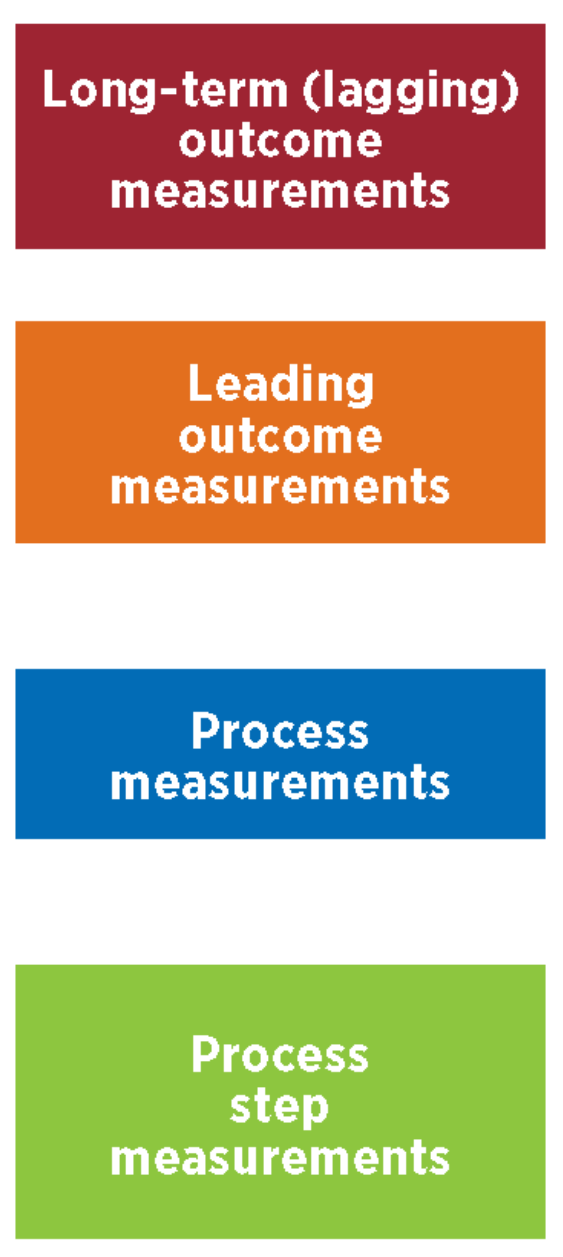 Long-term (lagging)
outcome
measurements
Leading
outcome
measurements
Process
measurements
Process
step
measurements